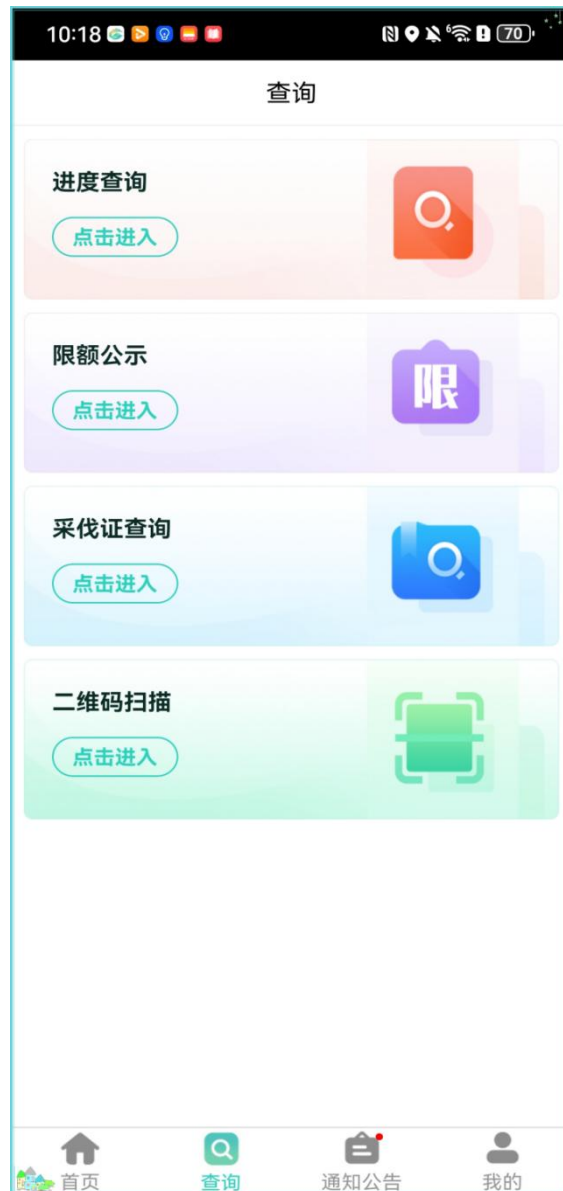 10:18
70
查询
进度查询
点击进入
限额公示
点击进入
限
采伐证查询
点击进入
二维码扫描
点击进入
首页
查询
通知公告
我的